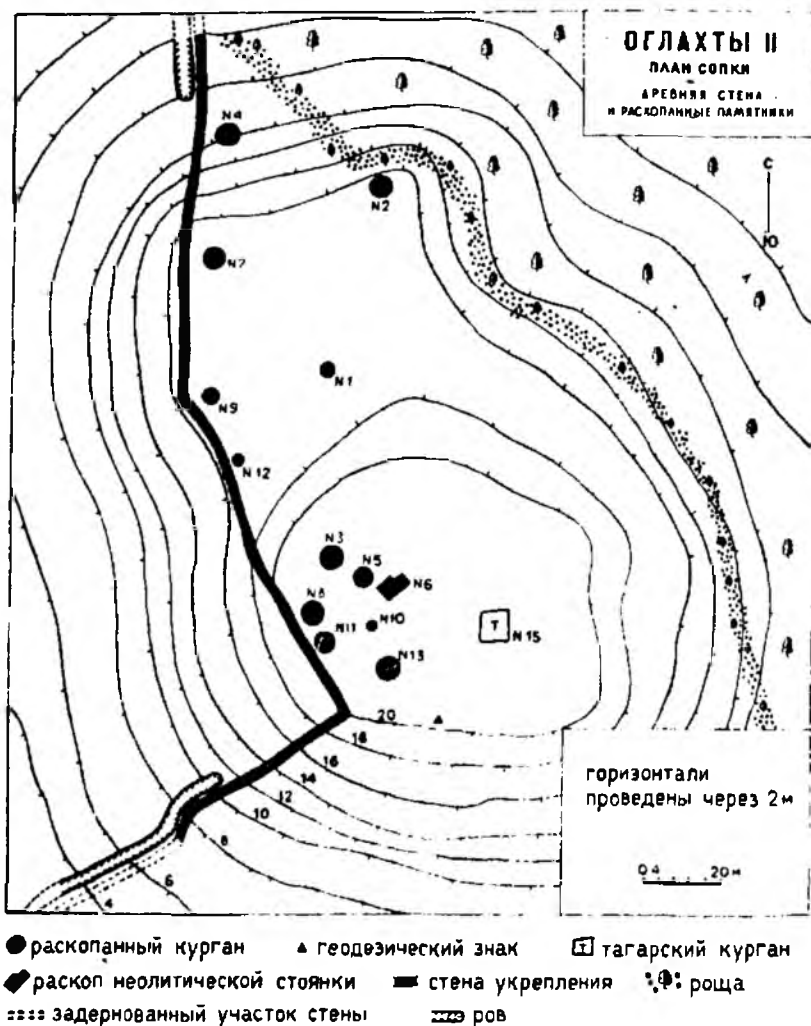 ОГЛАХТЫ II
ПЛАН СОПКИ
ДРЕВНЯЯ СТЕНА
И РАСКОПАННЫЕ ПАМЯТНИКИ
С
Ю
N4
N2
N7
N1
N9
N12
N3
N5
N6
N8
N10
N11
T
N15
N13
20
18
16
14
12
10
8
6
4
горизонтали
проведены через 2м
0 4 20м
раскопанный курган
геодезический знак
T тагарский курган
раскоп неолитической стоянки
стена укрепления
роща
задернованный участок стены
ров